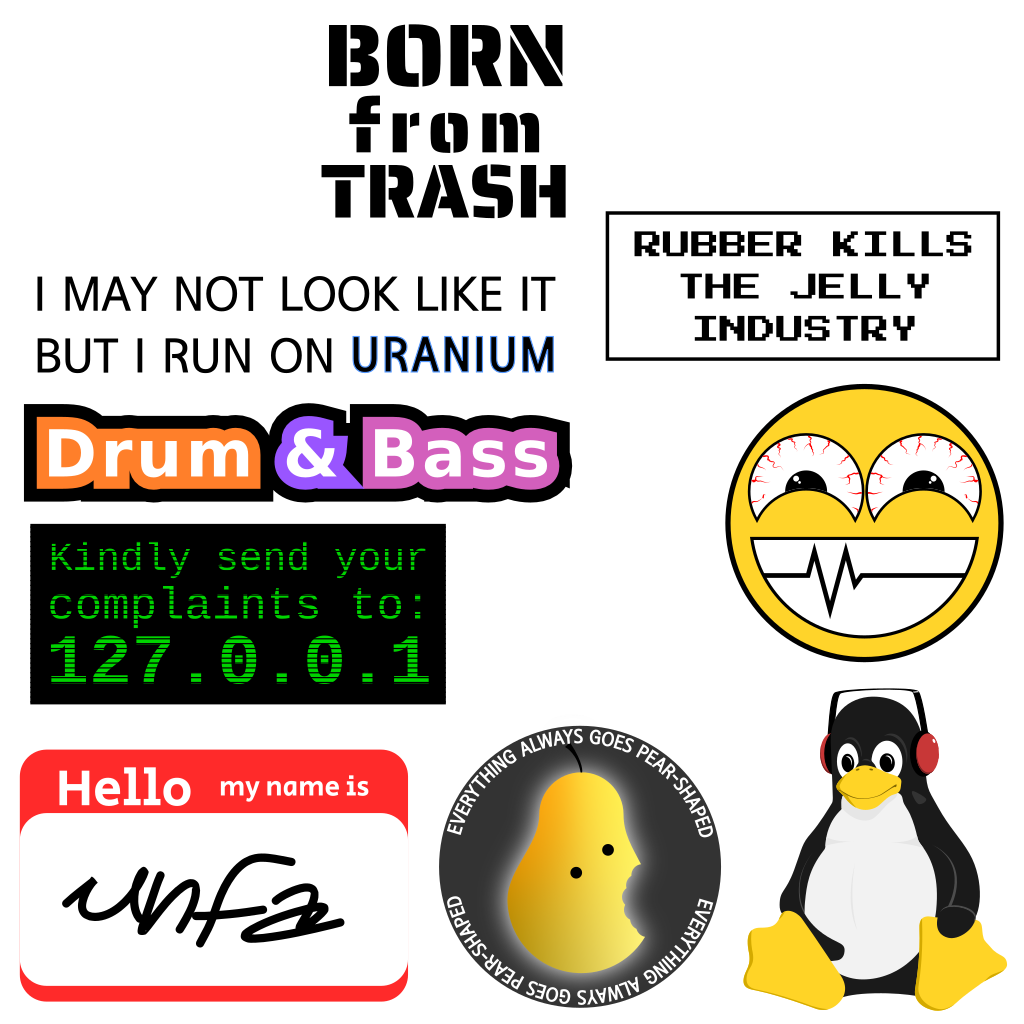 BORN
from
TRASH
RUBBER KILLS
THE JELLY
INDUSTRY
I MAY NOT LOOK LIKE IT
BUT I RUN ON URANIUM
Drum & Bass
Kindly send your
complaints to:
127.0.0.1
Hello my name is
unfa
EVERYTHING ALWAYS GOES PEAR-SHAPED
EVERYTHING ALWAYS GOES PEAR-SHAPED